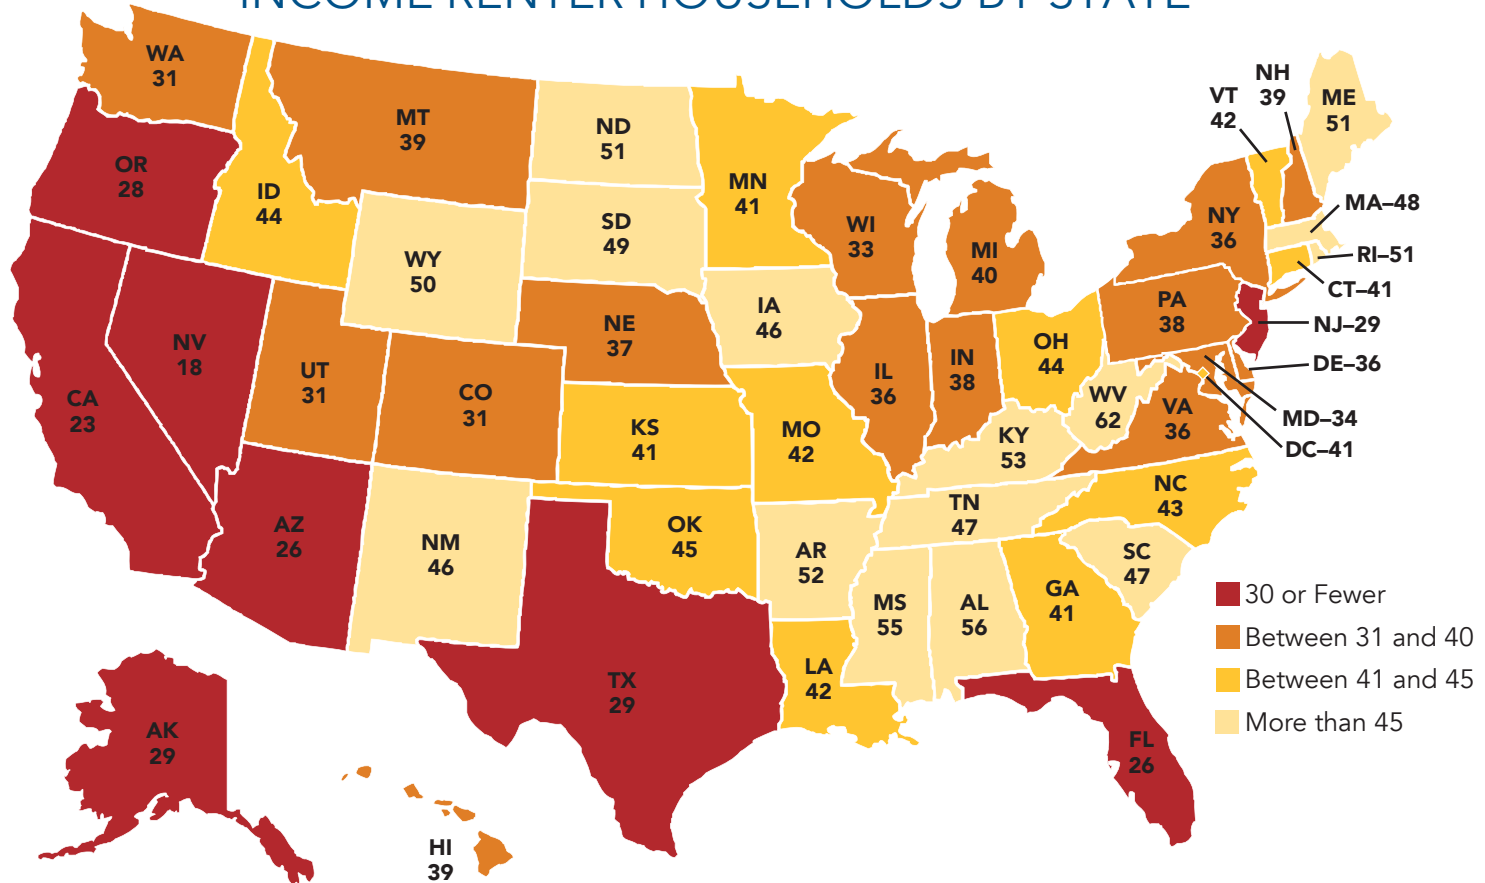 INCOME RENTER HOUSEHOLDS BY STATE
WA
31
OR
28
CA
23
NV
18
ID
44
MT
39
WY
50
UT
31
CO
31
AZ
26
NM
46
ND
51
SD
49
NE
37
KS
41
OK
45
TX
29
MN
41
IA
46
MO
42
AR
52
LA
42
WI
33
IL
36
MI
40
IN
38
OH
44
KY
53
TN
47
MS
55
AL
56
GA
41
FL
26
SC
47
NC
43
VA
36
WV
62
PA
38
NY
36
VT
42
NH
39
ME
51
MA–48
RI–51
CT–41
NJ–29
DE–36
MD–34
DC–41
AK
29
HI
39
30 or Fewer
Between 31 and 40
Between 41 and 45
More than 45